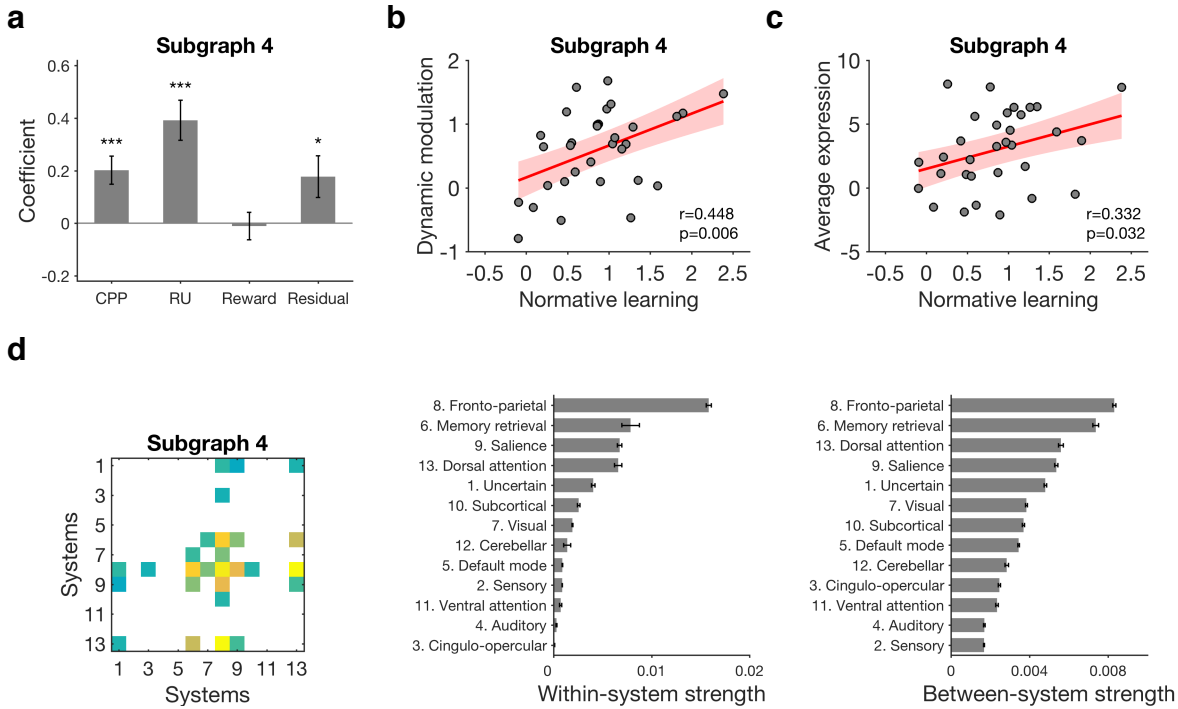 a
Subgraph 4
0.6
0.4
0.2
0
-0.2
Coefficient
***
***
*
CPP
RU
Reward
Residual
b
Subgraph 4
2
1
0
-1
Dynamic modulation
r=0.448
p=0.006
-0.5 0 0.5 1.0 1.5 2.0 2.5
Normative learning
c
Subgraph 4
10
5
0
-5
Average expression
r=0.332
p=0.032
-0.5 0 0.5 1.0 1.5 2.0 2.5
Normative learning
d
Subgraph 4
1
3
5
7
9
11
13
Systems
1 3 5 7 9 11 13
Systems
8. Fronto-parietal
6. Memory retrieval
9. Salience
13. Dorsal attention
1. Uncertain
10. Subcortical
7. Visual
12. Cerebellar
5. Default mode
2. Sensory
11. Ventral attention
4. Auditory
3. Cingulo-opercular
0 0.01 0.02
Within-system strength
8. Fronto-parietal
6. Memory retrieval
13. Dorsal attention
9. Salience
1. Uncertain
7. Visual
10. Subcortical
5. Default mode
12. Cerebellar
3. Cingulo-opercular
11. Ventral attention
4. Auditory
2. Sensory
0 0.004 0.008
Between-system strength